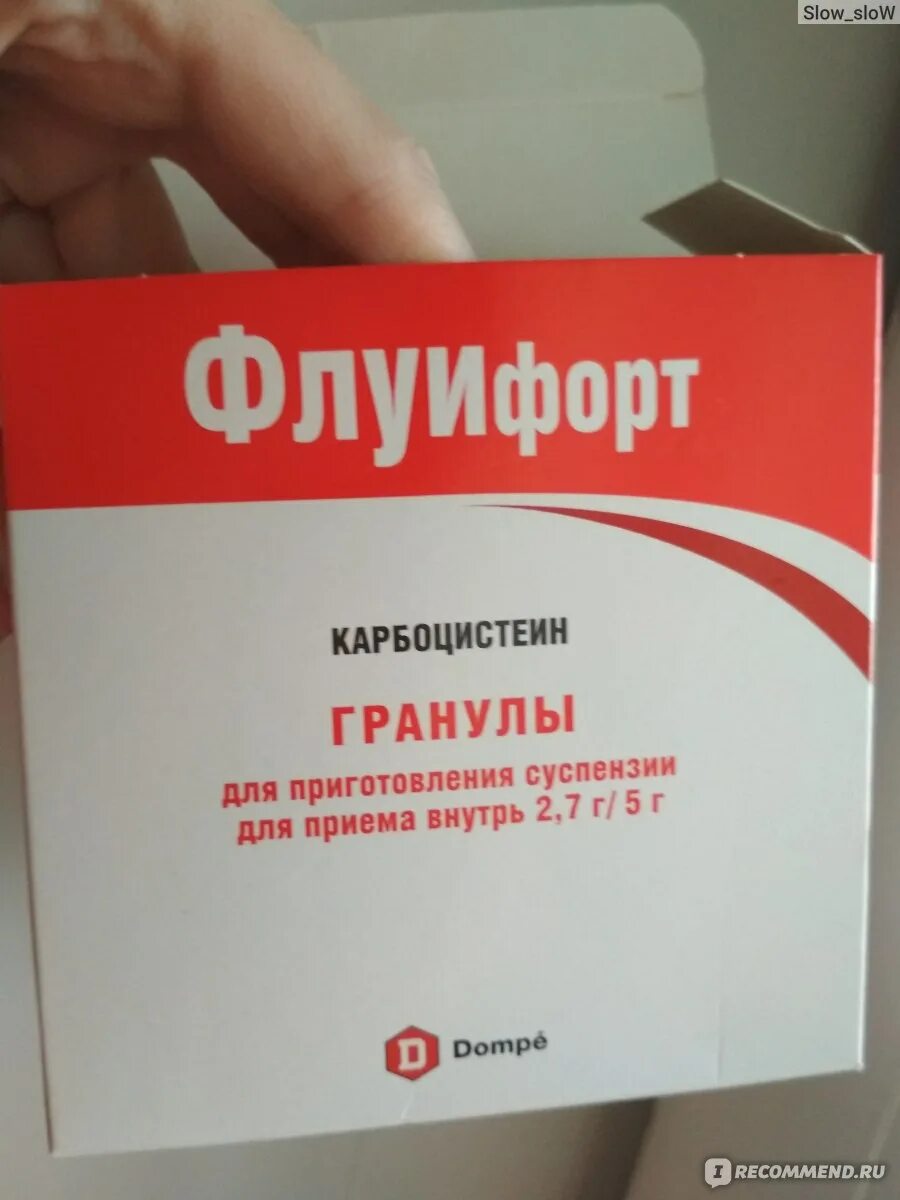 Slow_sloW
Флуифорт
КАРБОЦИСТЕИН
ГРАНУЛЫ
для приготовления суспензии
для приема внутрь 2,7 г/ 5 г
D Dompé
I RECOMMEND.RU